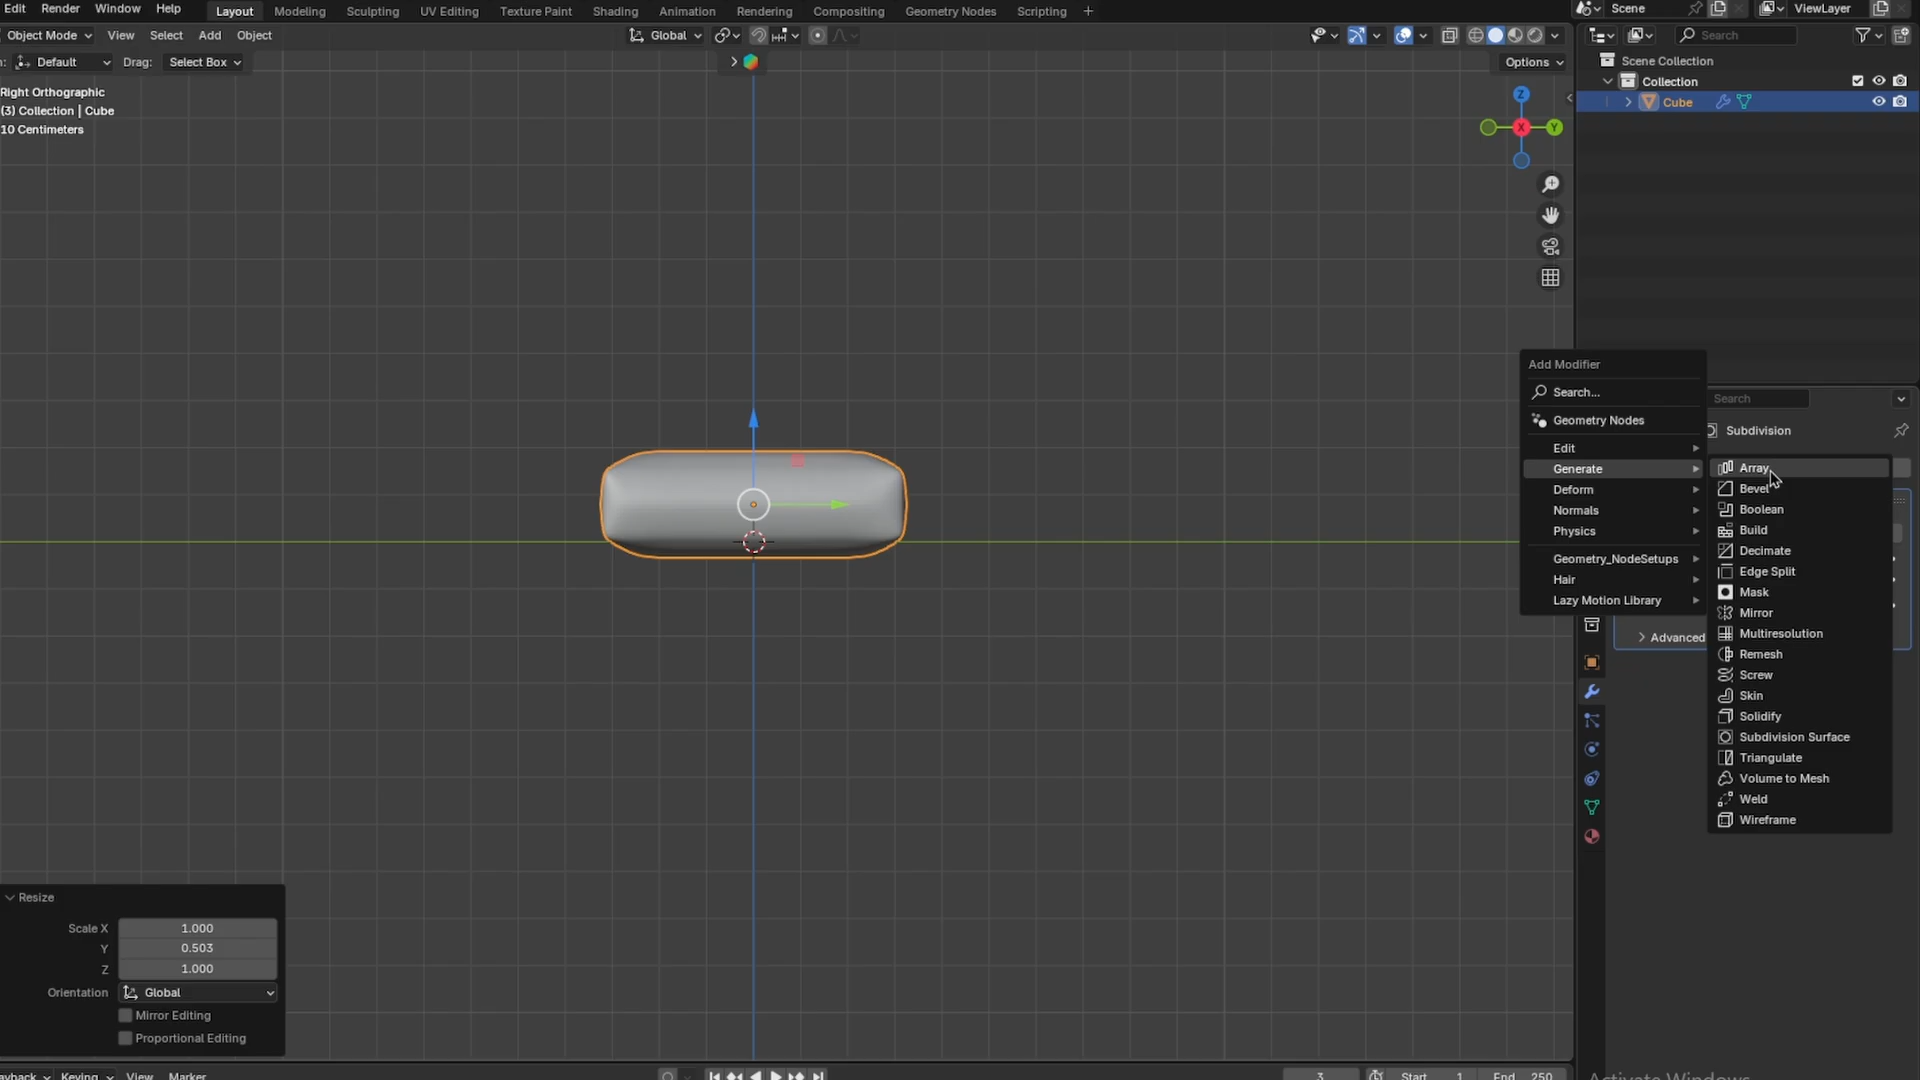 Edit Render Window Help Layout Modeling Sculpting UV Editing Texture Paint Shading Animation Rendering Compositing Geometry Nodes Scripting + Scene ViewLayer
Object Mode View Select Add Object Global Search
Default Drag: Select Box Options
Scene Collection
Collection
Cube
Right Orthographic
(3) Collection | Cube
10 Centimeters
Z
X
Y
Add Modifier
Search...
Geometry Nodes
Edit
Generate
Deform
Normals
Physics
Geometry_NodeSetups
Hair
Lazy Motion Library
Search
Subdivision
Array
Bevel
Boolean
Build
Decimate
Edge Split
Mask
Mirror
Multiresolution
Remesh
Screw
Skin
Solidify
Subdivision Surface
Triangulate
Volume to Mesh
Weld
Wireframe
Advanced
Resize
Scale X 1.000
Y 0.503
Z 1.000
Orientation Global
Mirror Editing
Proportional Editing
Keying View Marker 3 Start 1 End 250
Activate Windows